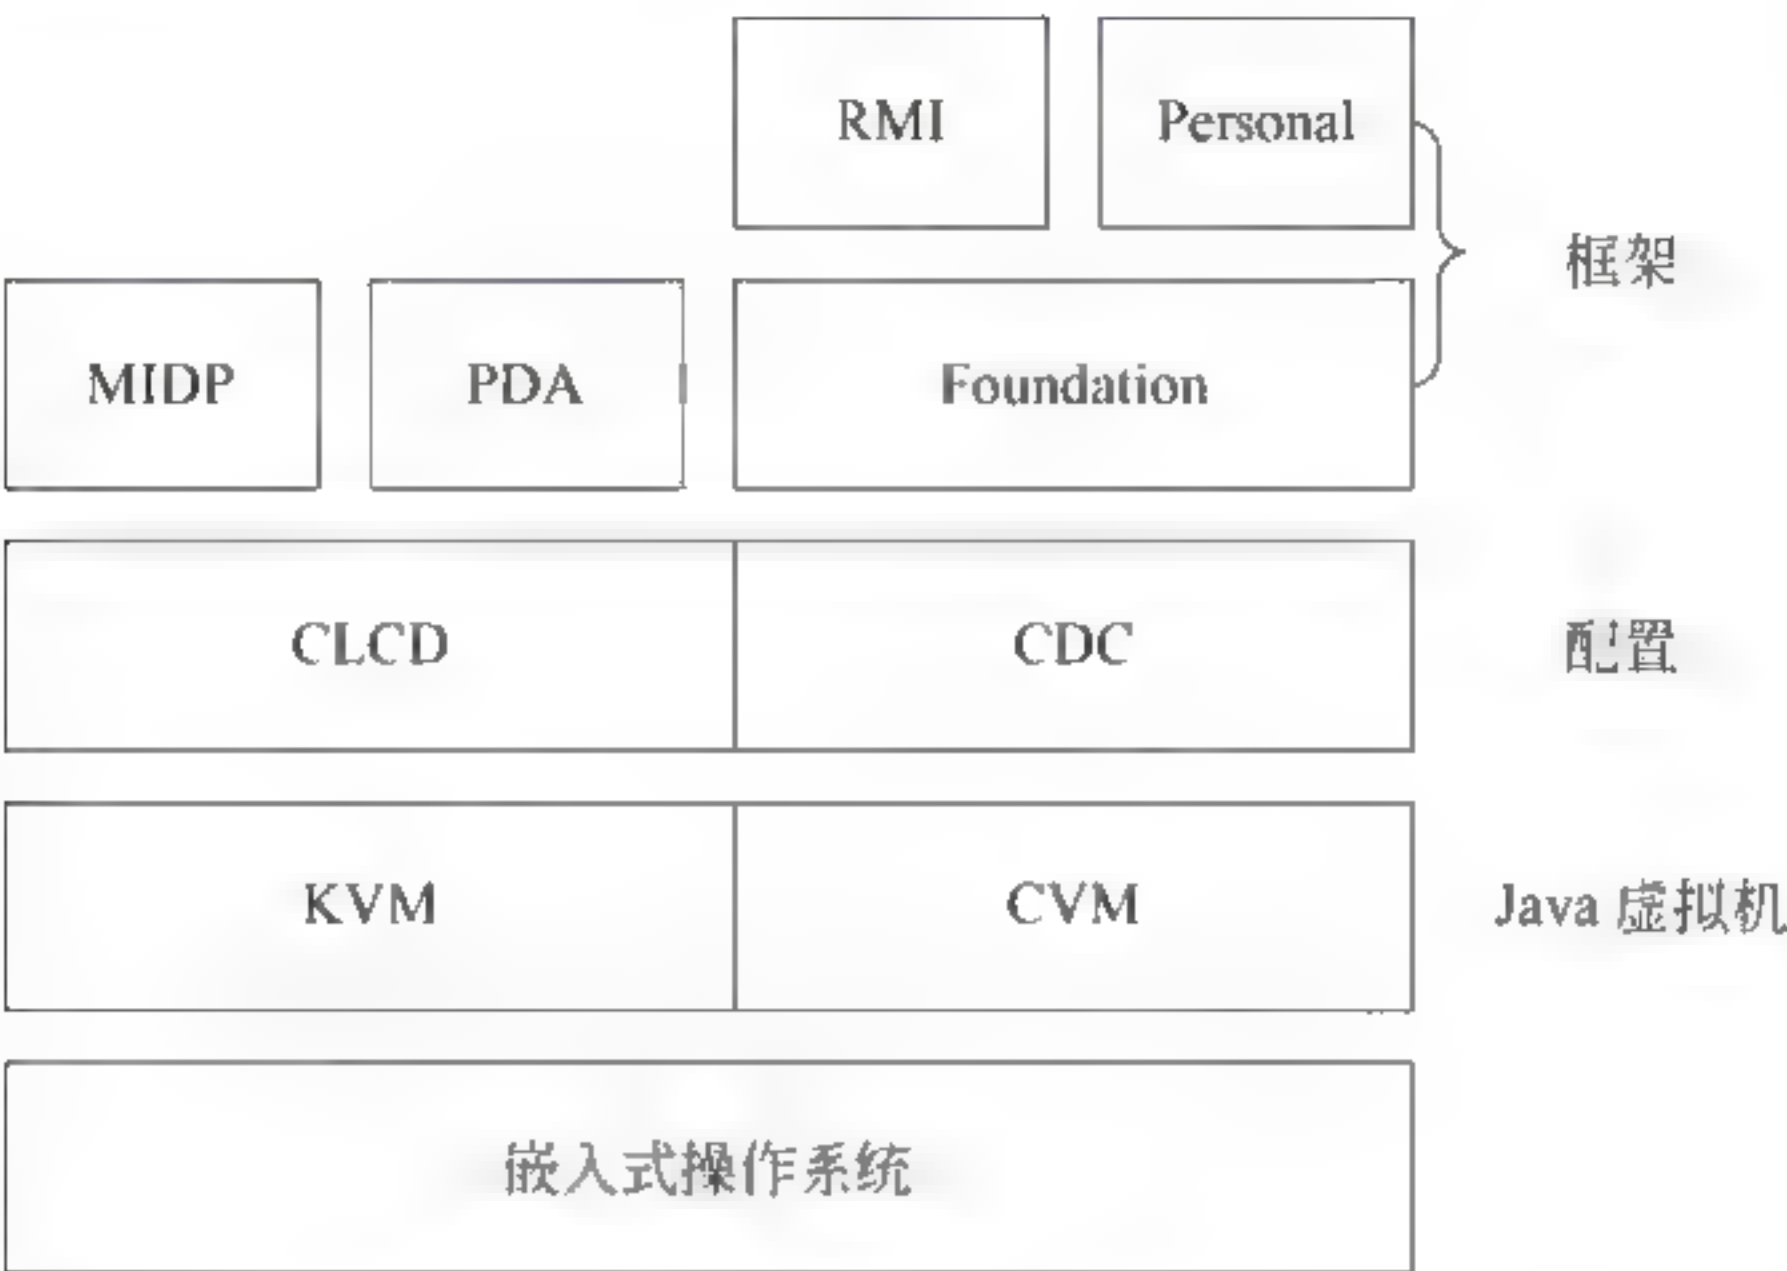 RMI
Personal
框架
MIDP
PDA
Foundation
CLCD
CDC
配置
KVM
CVM
Java 虚拟机
嵌入式操作系统